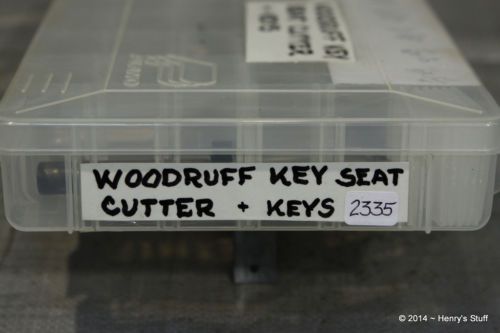 WOODRUFF KEY SEAT
CUTTER + KEYS 2335
© 2014 ~ Henry's Stuff